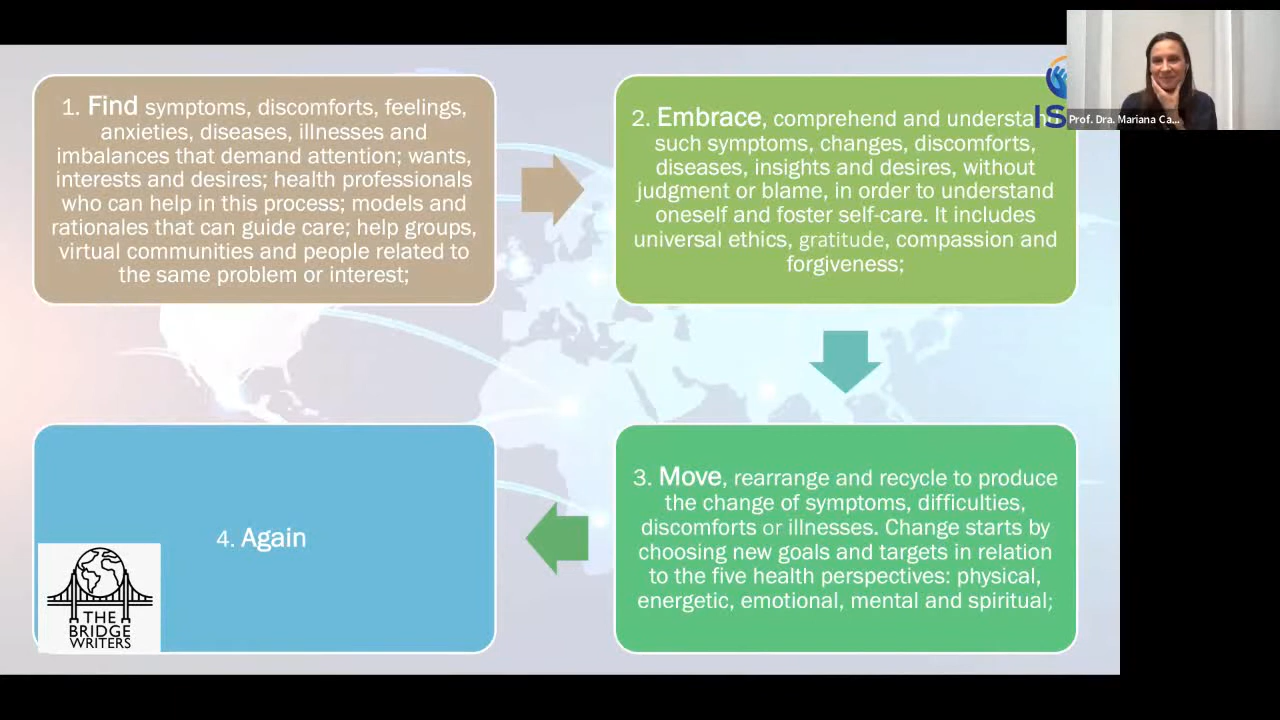 1. Find symptoms, discomforts, feelings,
anxieties, diseases, illnesses and
imbalances that demand attention; wants,
interests and desires; health professionals
who can help in this process; models and
rationales that can guide care; help groups,
virtual communities and people related to
the same problem or interest;
2. Embrace, comprehend and understan
such symptoms, changes, discomforts,
diseases, insights and desires, without
judgment or blame, in order to understand
oneself and foster self-care. It includes
universal ethics, gratitude, compassion and
forgiveness;
IS
Prof. Dra. Mariana Ca...
3. Move, rearrange and recycle to produce
the change of symptoms, difficulties,
discomforts or illnesses. Change starts by
choosing new goals and targets in relation
to the five health perspectives: physical,
energetic, emotional, mental and spiritual;
4. Again
THE
BRIDGE
WRITERS